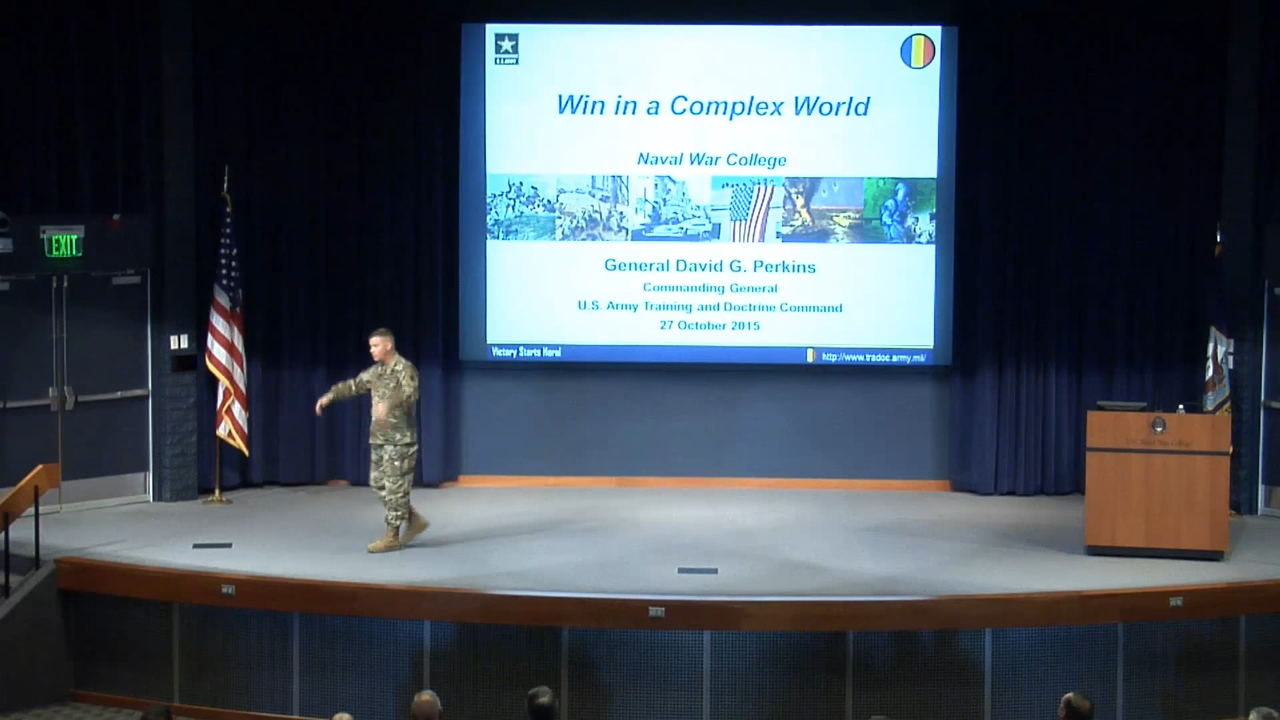 U.S. ARMY
Win in a Complex World
Naval War College
EXIT
General David G. Perkins
Commanding General
U.S. Army Training and Doctrine Command
27 October 2015
Victory Starts Here!
http://www.tradoc.army.mil/